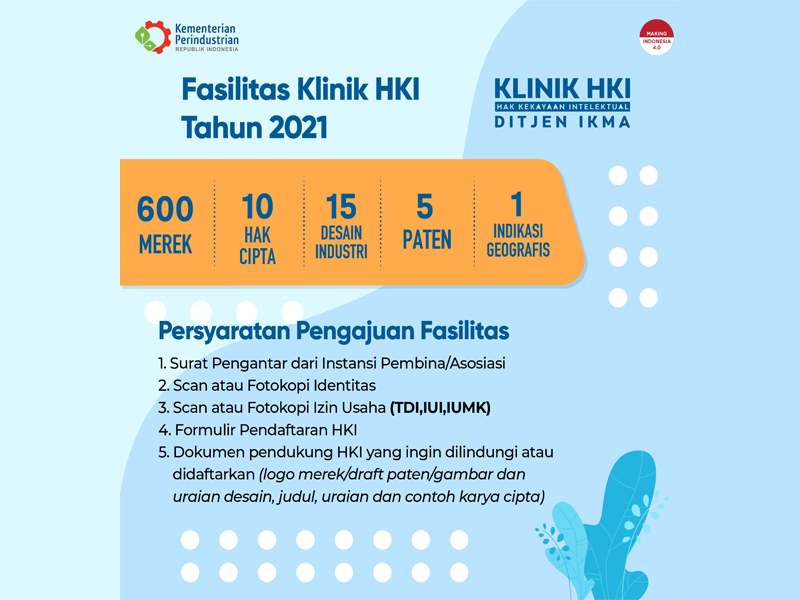 Kementerian
Perindustrian
REPUBLIK INDONESIA
MAKING
INDONESIA
4.0
Fasilitas Klinik HKI
Tahun 2021
KLINIK HKI
HAK KEKAYAAN INTELEKTUAL
DITJEN IKMA
600
MEREK
10
HAK
CIPTA
15
DESAIN
INDUSTRI
5
PATEN
1
INDIKASI
GEOGRAFIS
Persyaratan Pengajuan Fasilitas
1. Surat Pengantar dari Instansi Pembina/Asosiasi
2. Scan atau Fotokopi Identitas
3. Scan atau Fotokopi Izin Usaha (TDI,IUI,IUMK)
4. Formulir Pendaftaran HKI
5. Dokumen pendukung HKI yang ingin dilindungi atau
didaftarkan (logo merek/draft paten/gambar dan
uraian desain, judul, uraian dan contoh karya cipta)